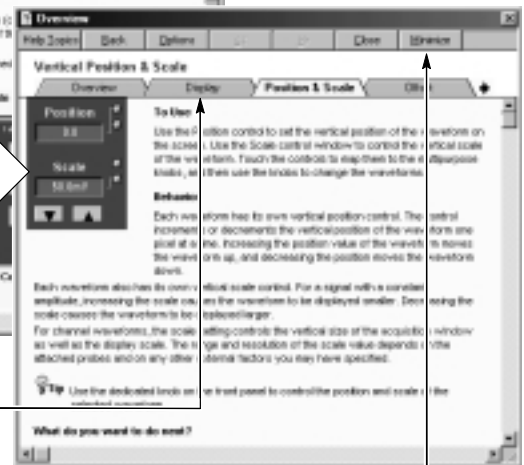 Overview
Help Topics Back Options Close Minimize
Vertical Position & Scale
Overview Display Position & Scale Offset
Position
0.0
Scale
50.0mV
To Use
Use the Position control to set the vertical position of the waveform on
the screen. Use the Scale control window to control the vertical scale
of the waveform. Touch the controls to map them to the multipurpose
knobs, and then use the knobs to change the waveforms.
Behavior
Each waveform has its own vertical position control. The control
increments or decrements the vertical position of the waveform one
pixel at a time. Increasing the position value of the waveform moves
the waveform up, and decreasing the position moves the waveform
down.
Each waveform also has its own vertical scale control. For a signal with a constant
amplitude, increasing the scale causes the waveform to be displayed smaller. Decreasing the
scale causes the waveform to be displayed larger.
For channel waveforms, the scale setting controls the vertical size of the acquisition window
as well as the display scale. The range and resolution of the scale value depends on the
attached probes and on any other external factors you may have specified.
Tip Use the dedicated knob on the front panel to control the position and scale of the
selected waveform.
What do you want to do next?